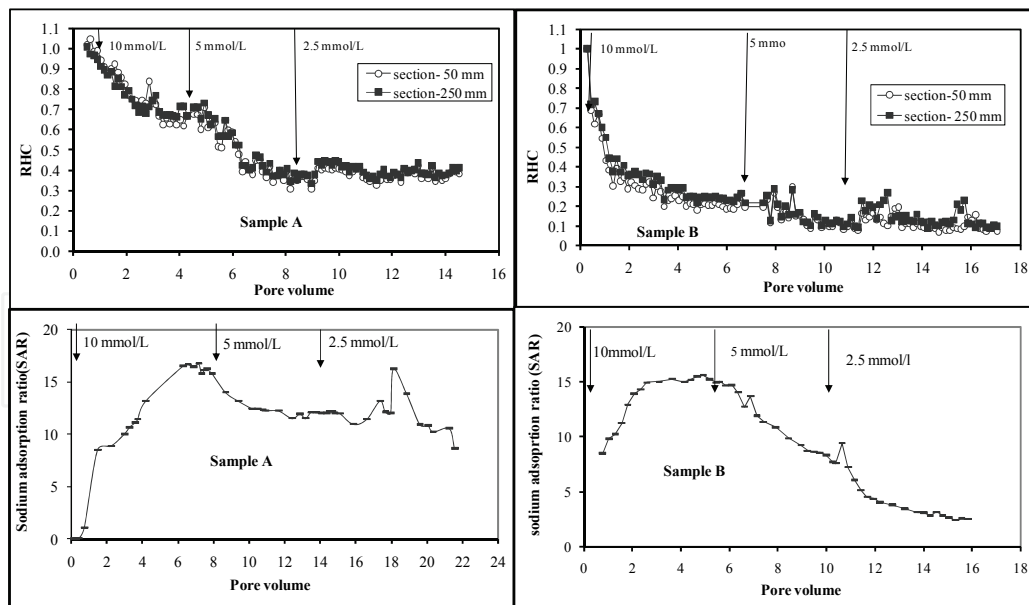 1.1
1.0
0.9
0.8
0.7
0.6
0.5
0.4
0.3
0.2
0.1
0.0
RHC
10 mmol/L
5 mmol/L
2.5 mmol/L
section- 50 mm
section-250 mm
Sample A
0 2 4 6 8 10 12 14 16
Pore volume
1.1
1
0.9
0.8
0.7
0.6
0.5
0.4
0.3
0.2
0.1
0
RHC
10 mmol/L
5 mmo
2.5 mmol/L
section-50 mm
section- 250 mm
Sample B
0 2 4 6 8 10 12 14 16 18
Pore volume
20
15
10
5
0
Sodium adsorption ratio(SAR)
10 mmol/L
5 mmol/L
2.5 mmol/L
Sample A
0 2 4 6 8 10 12 14 16 18 20 22 24
Pore volume
20
15
10
5
0
sodium adsoprtion ratio (SAR)
10mmol/L
5 mmol/L
2.5 mmol/l
Sample B
0 2 4 6 8 10 12 14 16 18
Pore volume